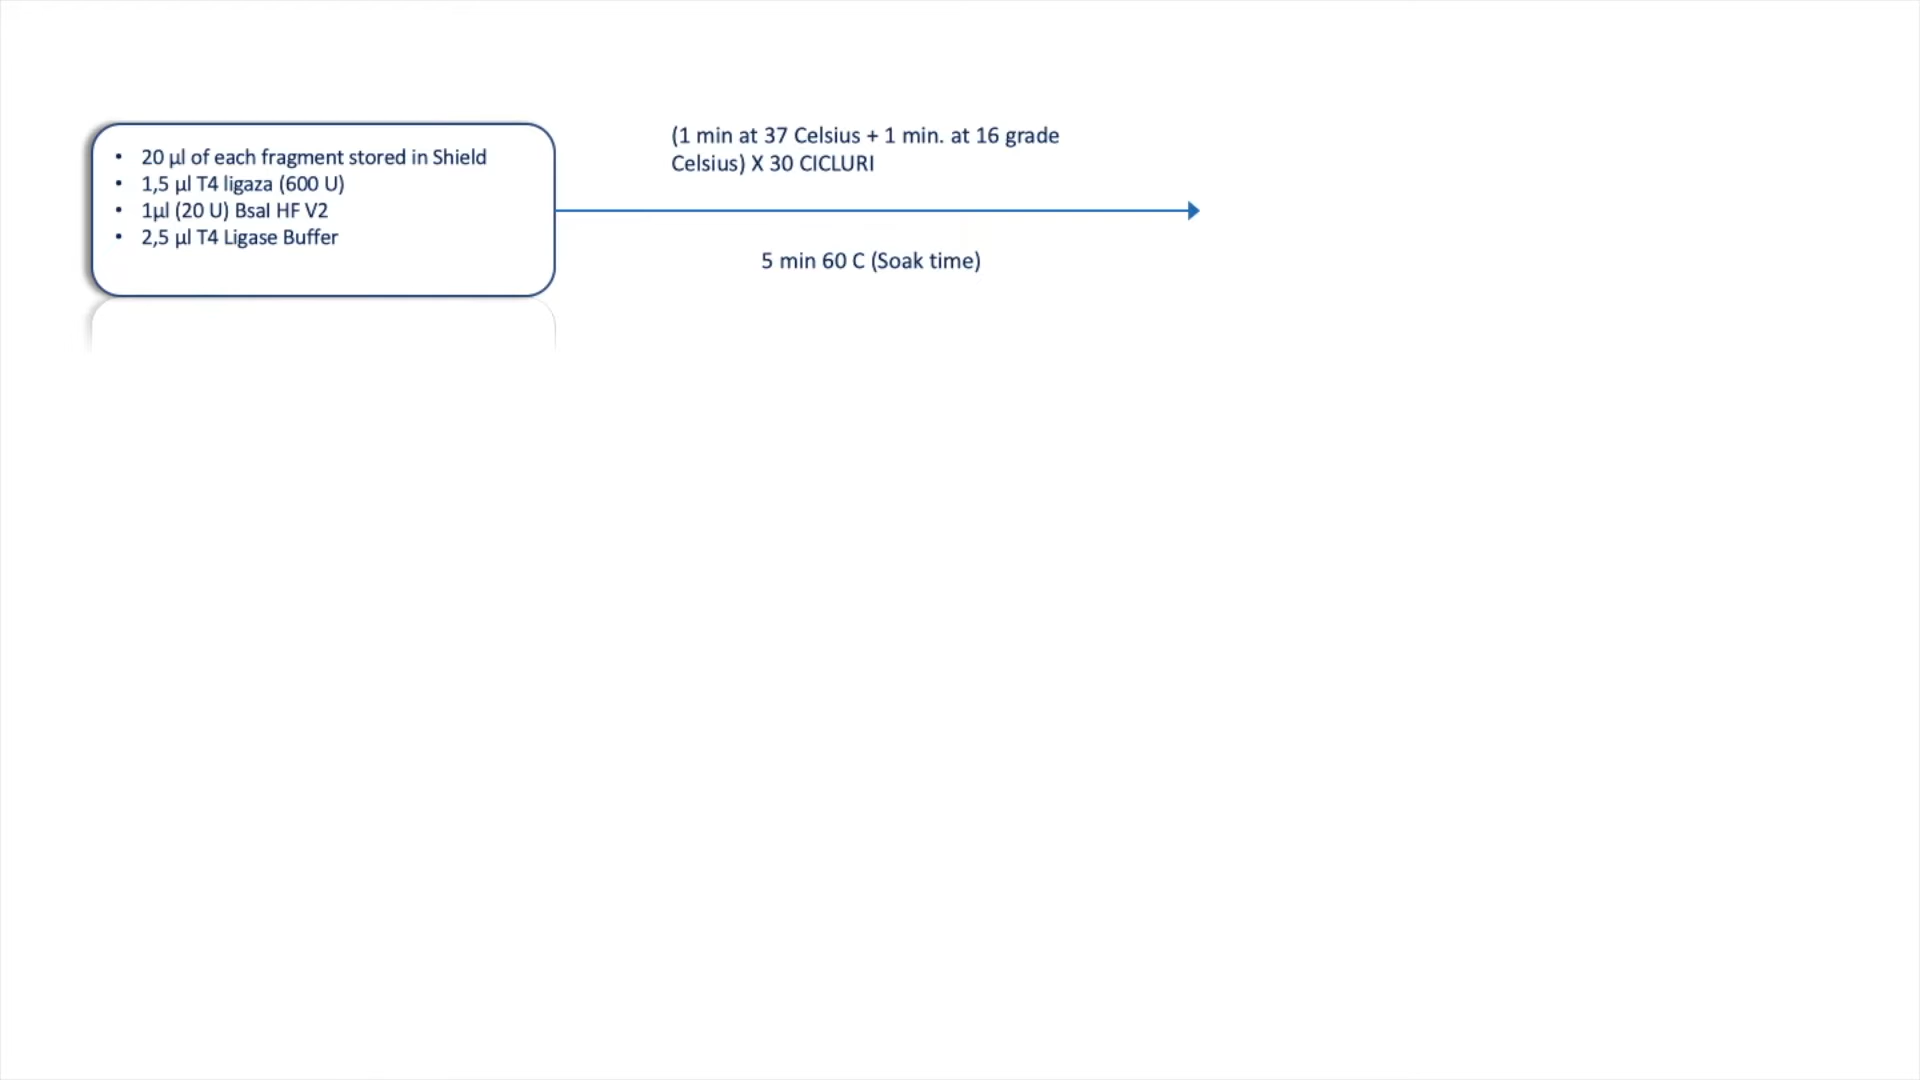 • 20 µl of each fragment stored in Shield
• 1,5 µl T4 ligaza (600 U)
• 1µl (20 U) BsaI HF V2
• 2,5 µl T4 Ligase Buffer
(1 min at 37 Celsius + 1 min. at 16 grade
Celsius) X 30 CICLURI
5 min 60 C (Soak time)